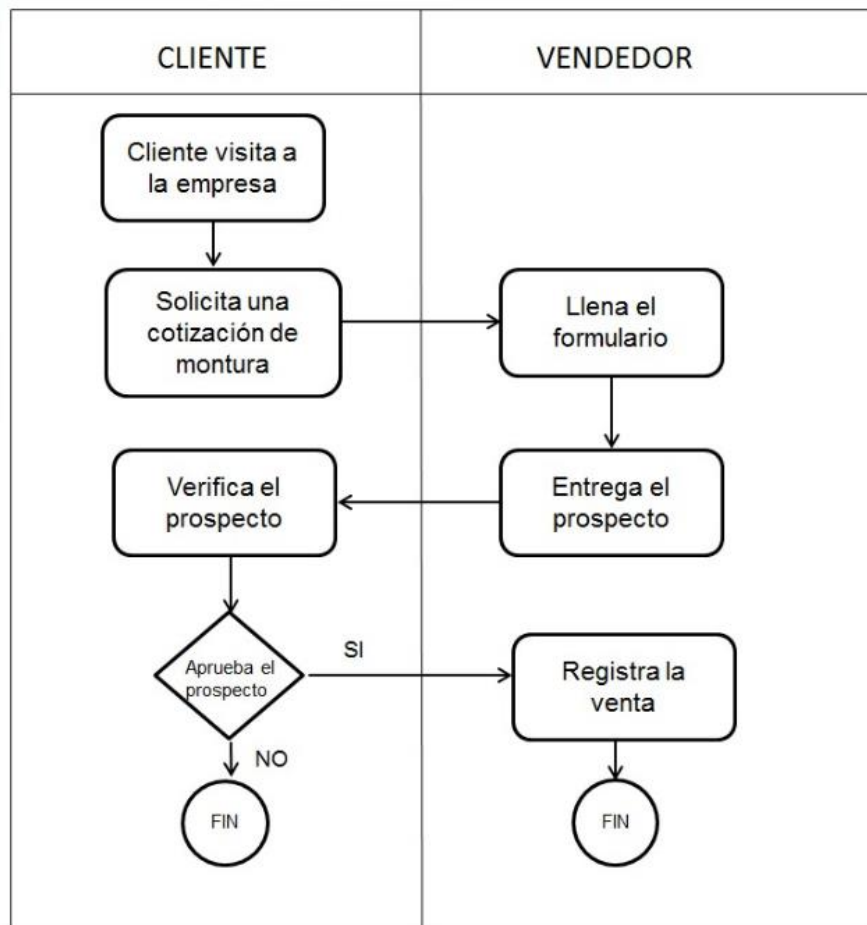 CLIENTE
VENDEDOR
Cliente visita a
la empresa
Solicita una
cotización de
montura
Llena el
formulario
Verifica el
prospecto
Entrega el
prospecto
Aprueba el
prospecto
SI
Registra la
venta
NO
FIN
FIN